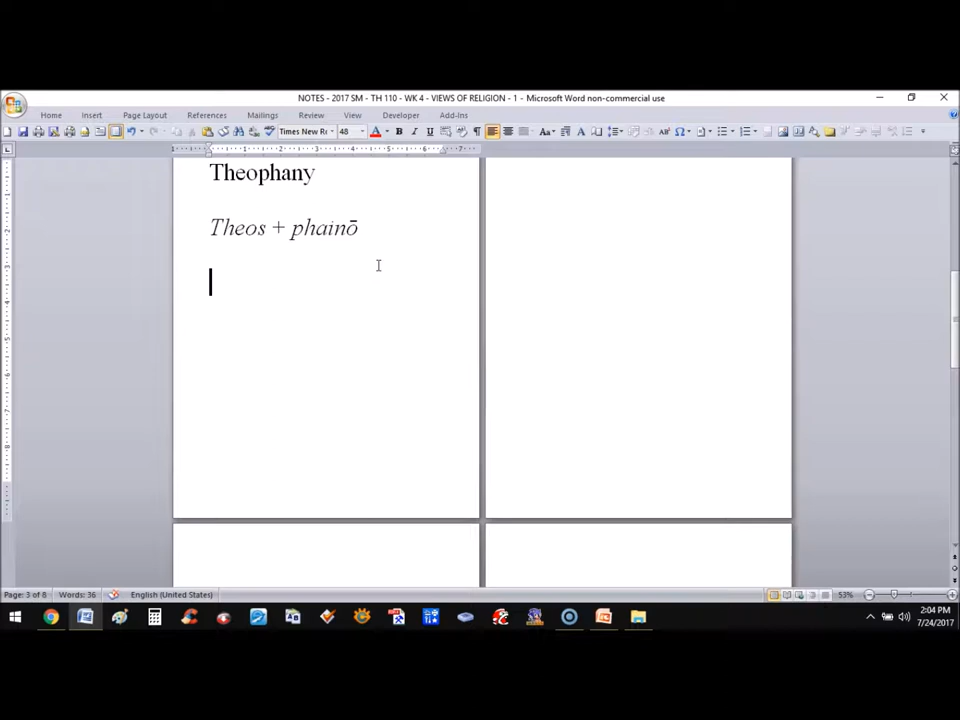 NOTES - 2017 SM - TH 110 - WK 4 - VIEWS OF RELIGION - 1 - Microsoft Word non-commercial use
Home Insert Page Layout References Mailings Review View Developer Add-Ins
Times New R 48
Theophany
Theos + phainō
Page: 3 of 8 Words: 36 English (United States) 53%
2:04 PM
7/24/2017